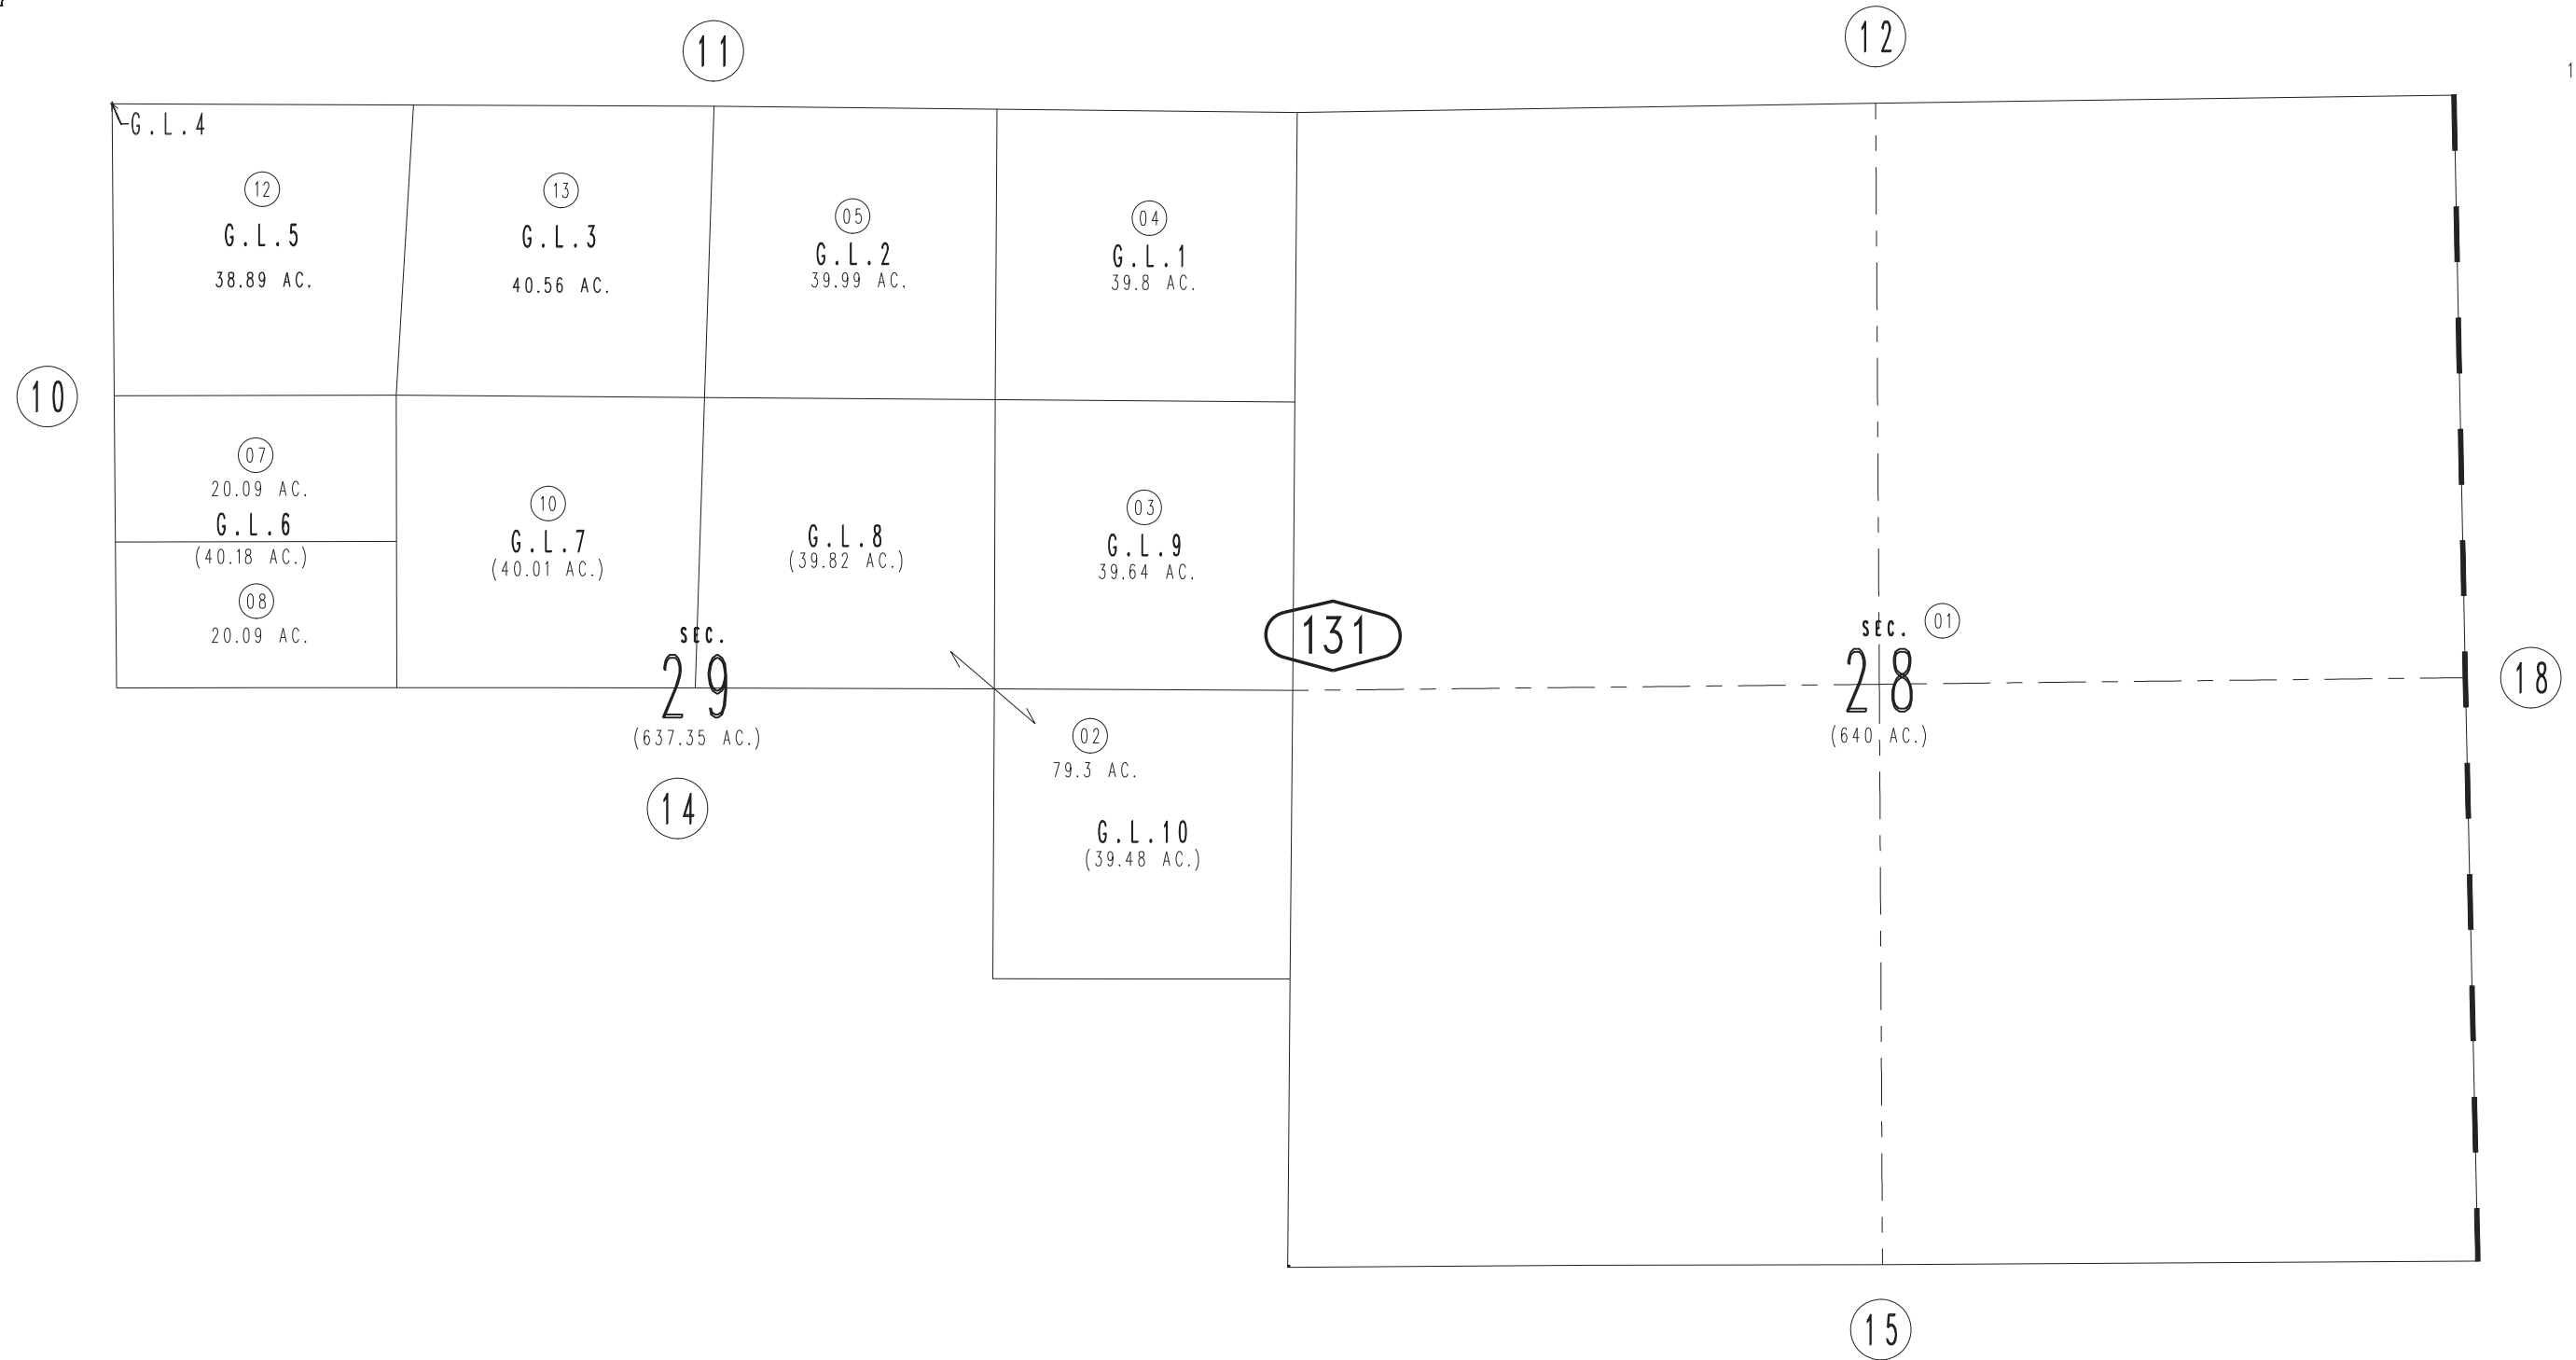 11
12
1
G.L.4
12
G.L.5
38.89 AC.
13
G.L.3
40.56 AC.
05
G.L.2
39.99 AC.
04
G.L.1
39.8 AC.
10
07
20.09 AC.
G.L.6
(40.18 AC.)
08
20.09 AC.
10
G.L.7
(40.01 AC.)
G.L.8
(39.82 AC.)
03
G.L.9
39.64 AC.
131
SEC.
29
(637.35 AC.)
14
02
79.3 AC.
G.L.10
(39.48 AC.)
SEC.
01
28
(640 AC.)
18
15